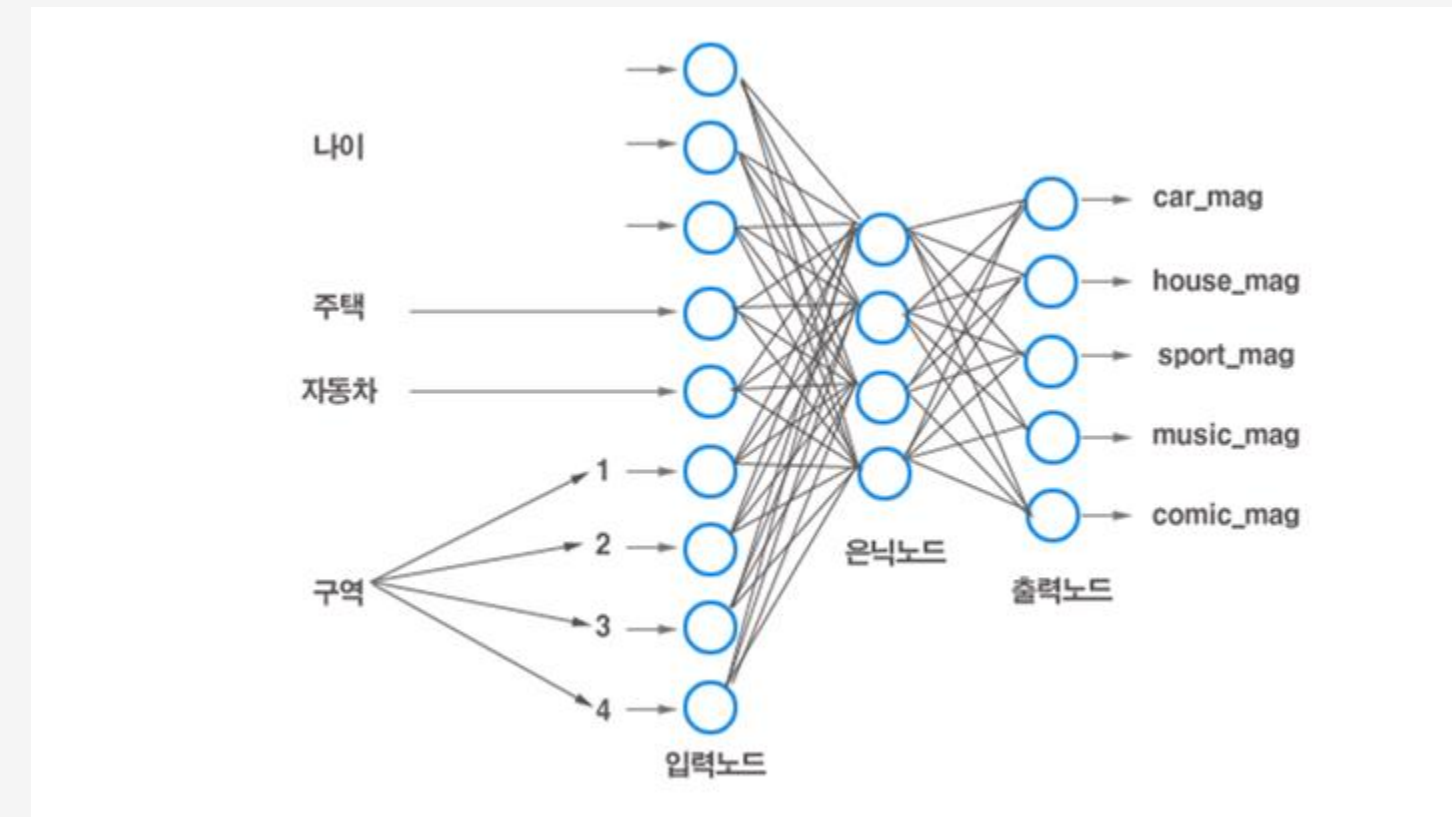 나이
주택
자동차
구역
1
2
3
4
입력노드
은닉노드
출력노드
car_mag
house_mag
sport_mag
music_mag
comic_mag